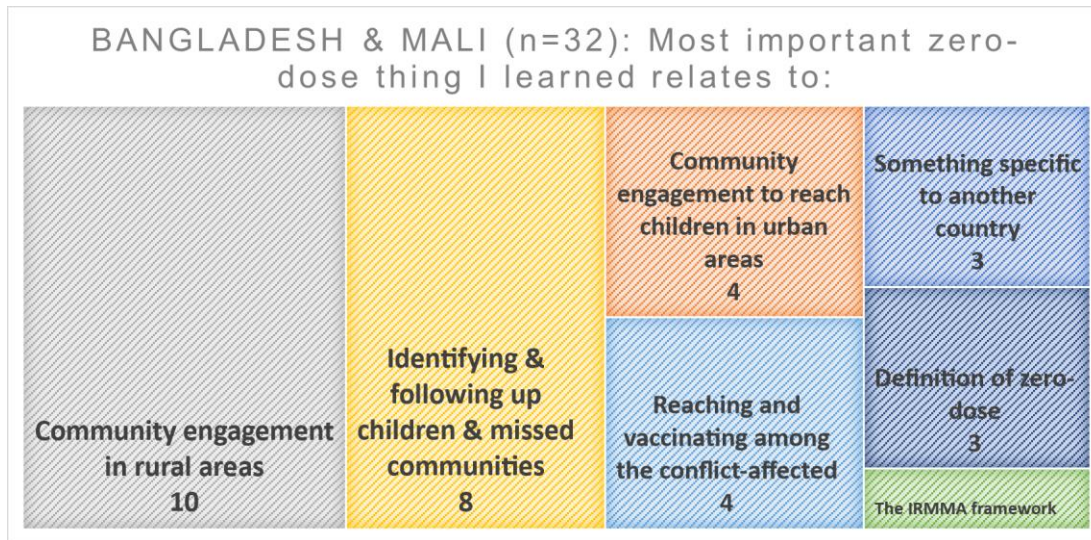 BANGLADESH & MALI (n=32): Most important zero-
dose thing I learned relates to:
Community engagement
in rural areas
10
Identifying &
following up
children & missed
communities
8
Community
engagement to reach
children in urban
areas
4
Reaching and
vaccinating among
the conflict-affected
4
Something specific
to another
country
3
Definition of zero-
dose
3
The IRMMA framework